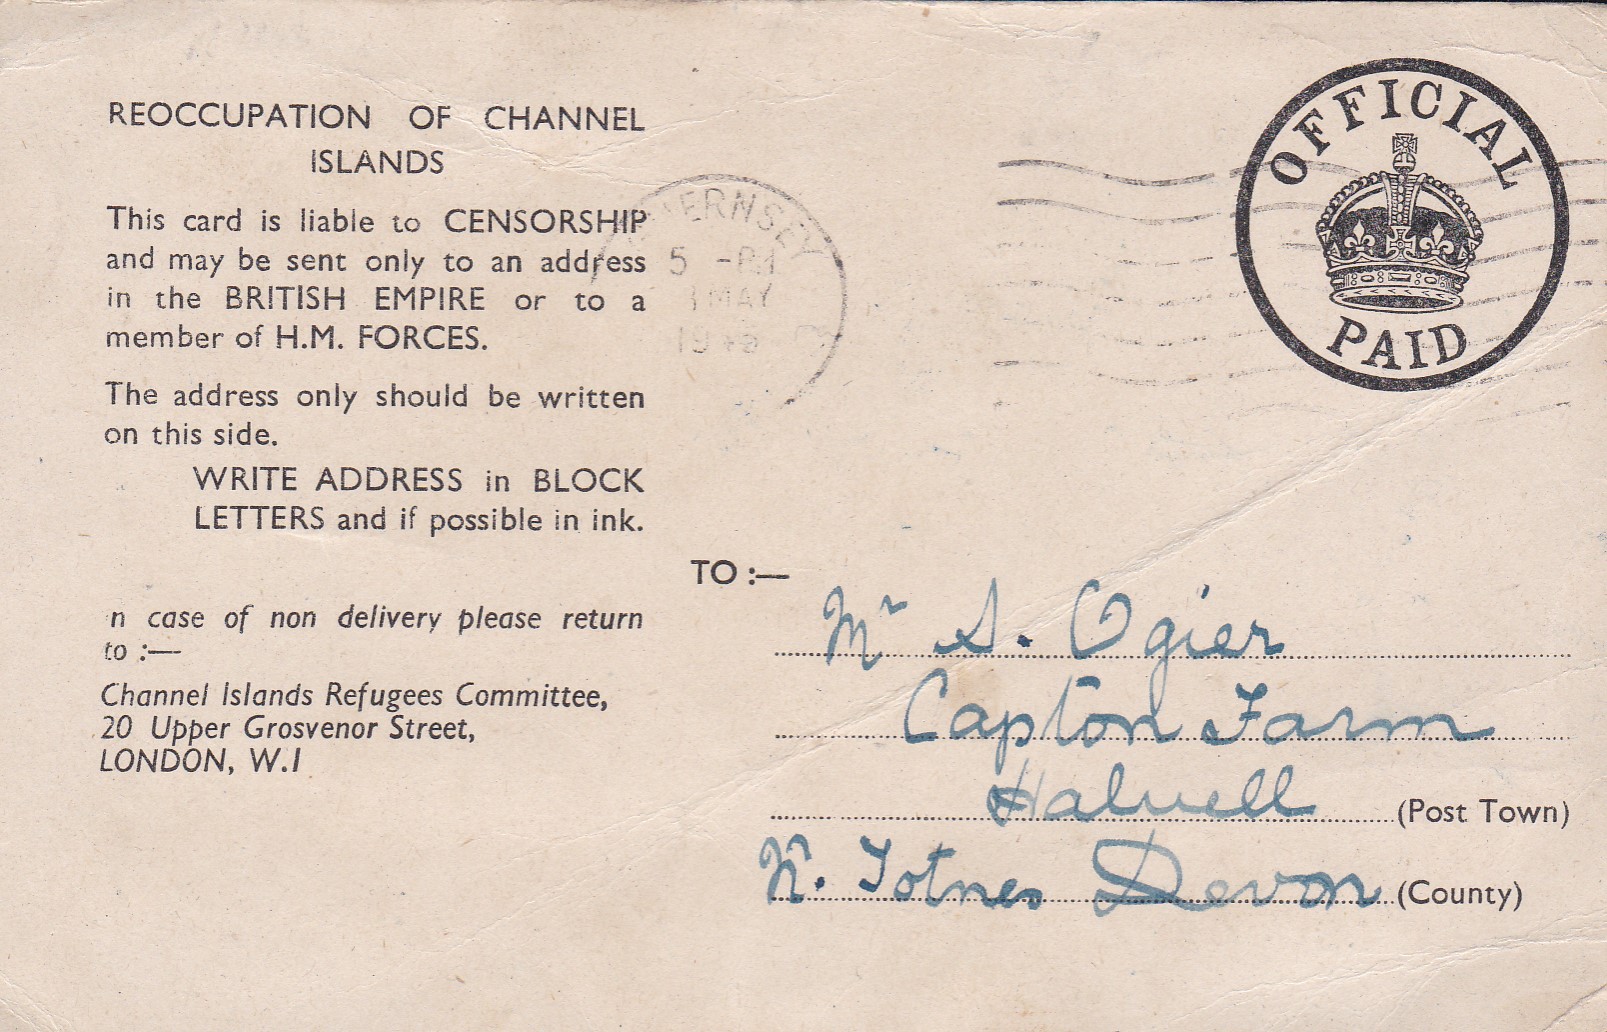 REOCCUPATION OF CHANNEL
ISLANDS
This card is liable to CENSORSHIP
and may be sent only to an address
in the BRITISH EMPIRE or to a
member of H.M. FORCES.
The address only should be written
on this side.
WRITE ADDRESS in BLOCK
LETTERS and if possible in ink.
n case of non delivery please return
to :—
Channel Islands Refugees Committee,
20 Upper Grosvenor Street,
LONDON, W.1
GUERNSEY
5 -PM
MAY
OFFICIAL
PAID
TO :—
Mr S. Ogier
Capton Farm
Halwell (Post Town)
Nr. Totnes Devon (County)